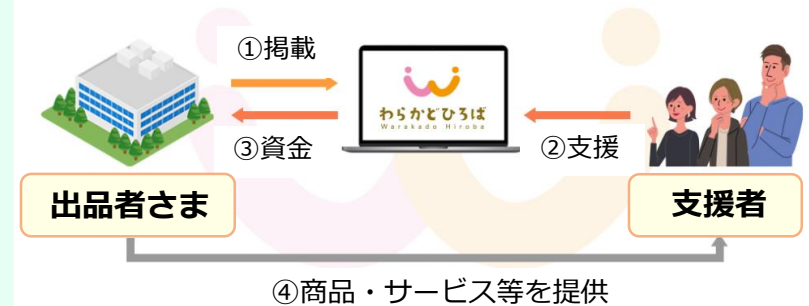 ①掲載
わらかどひろば
Warakado Hiroba
③資金
②支援
出品者さま
支援者
④商品・サービス等を提供